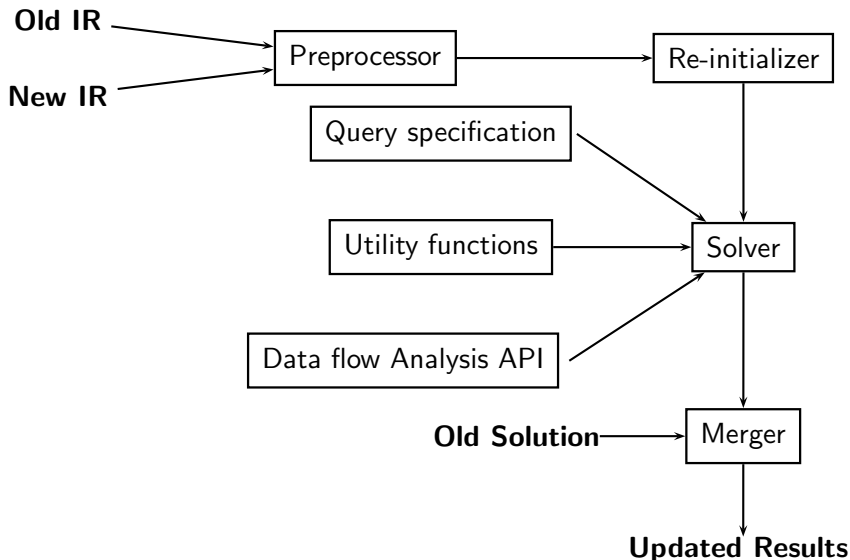 Old IR
Preprocessor
Re-initializer
New IR
Query specification
Utility functions
Solver
Data flow Analysis API
Old Solution
Merger
Updated Results